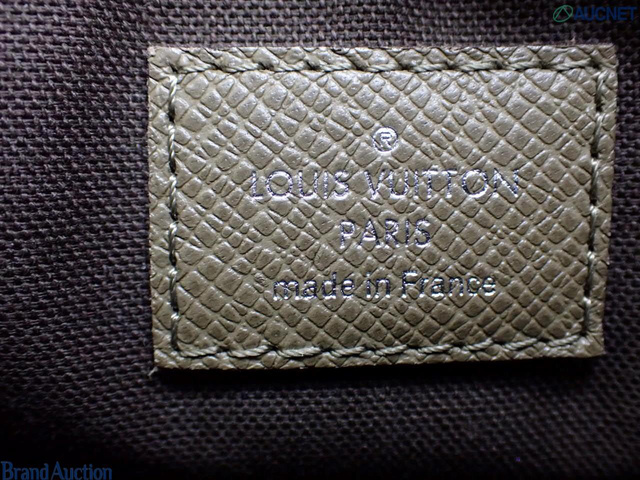 AUCNET
®
LOUIS VUITTON
PARIS
made in France
Brand Auction